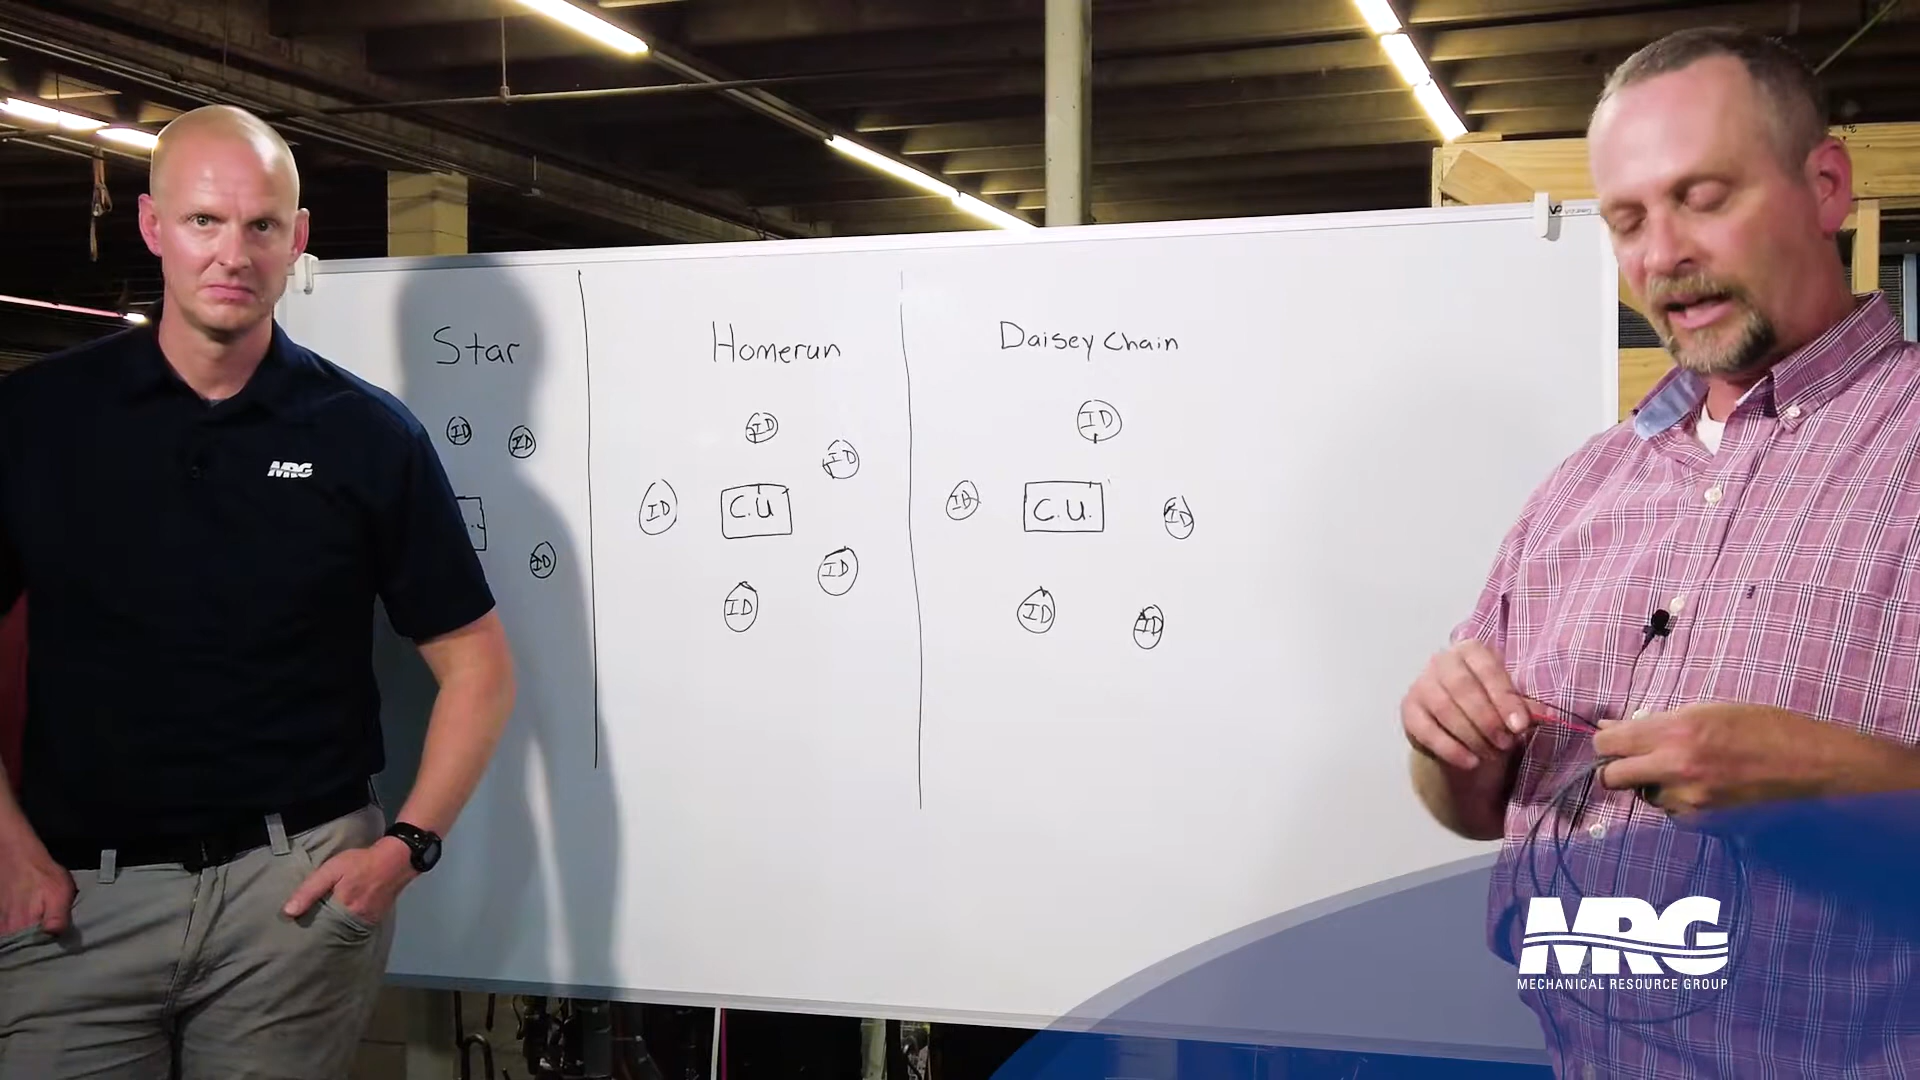 Star
Homerun
Daisey Chain
ID
ID
ID
ID
ID
C.U
ID
ID
ID
ID
ID
C.U.
ID
ID
ID
ID
MRG
MRG
MECHANICAL RESOURCE GROUP